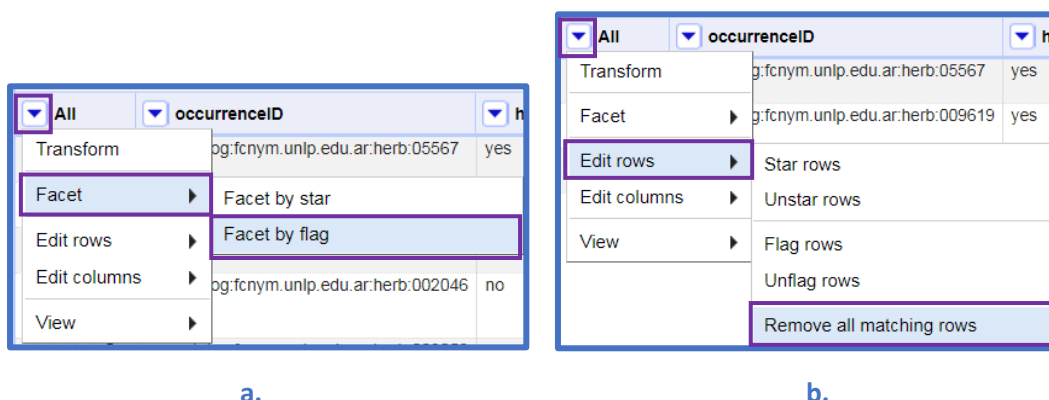 All occurrenceID h
Transform og:fcnym.unlp.edu.ar:herb:05567 yes
Facet Facet by star
Facet by flag
Edit rows
Edit columns og:fcnym.unlp.edu.ar:herb:002046 no
View
a.
All occurrenceID h
Transform g:fcnym.unlp.edu.ar:herb:05567 yes
Facet g:fcnym.unlp.edu.ar:herb:009619 yes
Edit rows Star rows
Edit columns Unstar rows
View Flag rows
Unflag rows
Remove all matching rows
b.